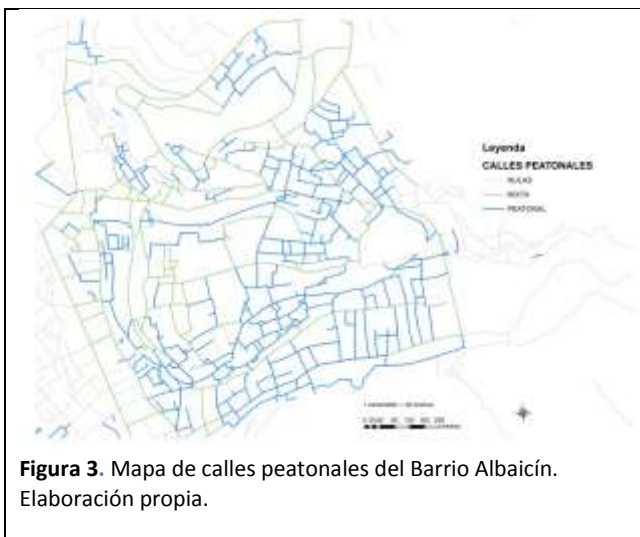 Leyenda
CALLES PEATONALES
NULAS
MIXTA
PEATONAL
Figura 3. Mapa de calles peatonales del Barrio Albaicín.
Elaboración propia.